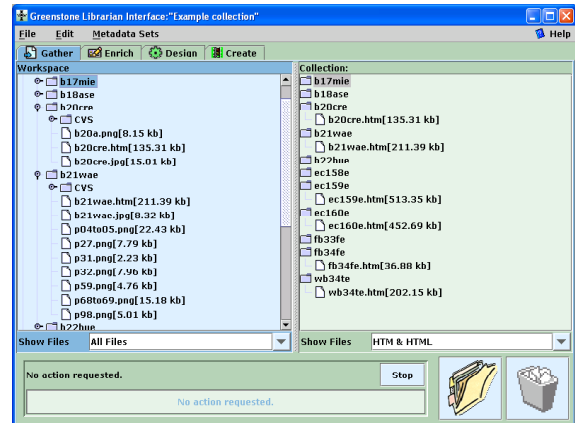 Greenstone Librarian Interface:"Example collection"
File Edit Metadata Sets Help
Gather Enrich Design Create
Workspace
b17mie
b18ase
b20cre
CVS
b20a.png[8.15 kb]
b20cre.htm[135.31 kb]
b20cre.jpg[15.01 kb]
b21wae
CVS
b21wae.htm[211.39 kb]
b21wae.jpg[8.32 kb]
p04to05.png[22.43 kb]
p27.png[7.79 kb]
p31.png[2.23 kb]
p32.png[7.96 kb]
p59.png[4.76 kb]
p68to69.png[15.18 kb]
p98.png[5.01 kb]
b22hue
Show Files All Files
Collection:
b17mie
b18ase
b20cre
b20cre.htm[135.31 kb]
b21wae
b21wae.htm[211.39 kb]
b22hue
ec158e
ec159e
ec159e.htm[513.35 kb]
ec160e
ec160e.htm[452.69 kb]
fb33fe
fb34fe
fb34fe.htm[36.88 kb]
wb34te
wb34te.htm[202.15 kb]
Show Files HTM & HTML
No action requested.
Stop
No action requested.